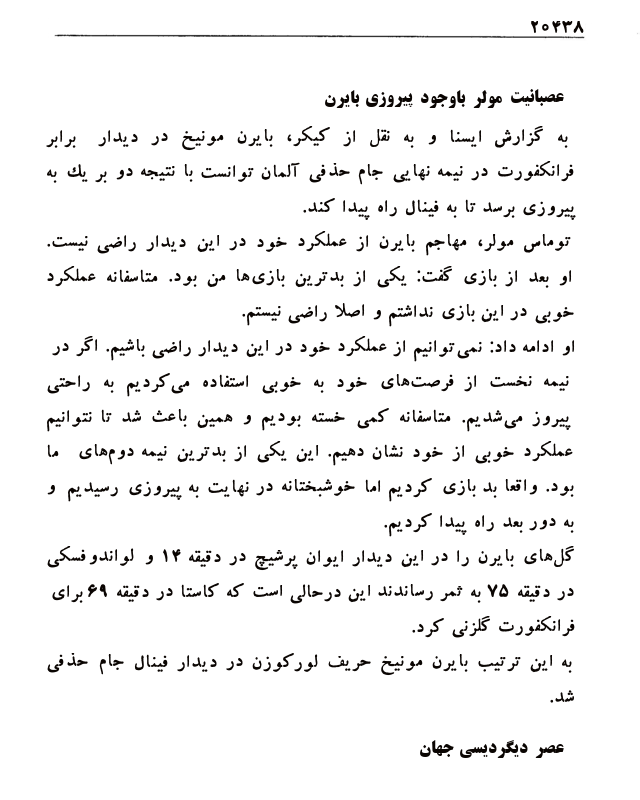 ۲۰۴۳۸
عصبانیت مولر باوجود پیروزی بایرن
به گزارش ایسنا و به نقل از کیکر، بایرن مونیخ در دیدار برابر
فرانکفورت در نیمه نهایی جام حذفی آلمان توانست با نتیجه دو بر یك به
پیروزی برسد تا به فینال راه پیدا کند.
توماس مولر، مهاجم بایرن از عملکرد خود در این دیدار راضی نیست.
او بعد از بازی گفت: یکی از بدترین بازی‌ها من بود. متاسفانه عملکرد
خوبی در این بازی نداشتم و اصلا راضی نیستم.
او ادامه داد: نمی‌توانیم از عملکرد خود در این دیدار راضی باشیم. اگر در
نیمه نخست از فرصت‌های خود به خوبی استفاده می‌کردیم به راحتی
پیروز می‌شدیم. متاسفانه کمی خسته بودیم و همین باعث شد تا نتوانیم
عملکرد خوبی از خود نشان دهیم. این یکی از بدترین نیمه دوم‌های ما
بود. واقعا بد بازی کردیم اما خوشبختانه در نهایت به پیروزی رسیدیم و
به دور بعد راه پیدا کردیم.
گل‌های بایرن را در این دیدار ایوان پرشیچ در دقیقه ۱۴ و لواندوفسکی
در دقیقه ۷۵ به ثمر رساندند این درحالی است که کاستا در دقیقه ۶۹ برای
فرانکفورت گلزنی کرد.
به این ترتیب بایرن مونیخ حریف لورکوزن در دیدار فینال جام حذفی
شد.
عصر دیگردیسی جهان